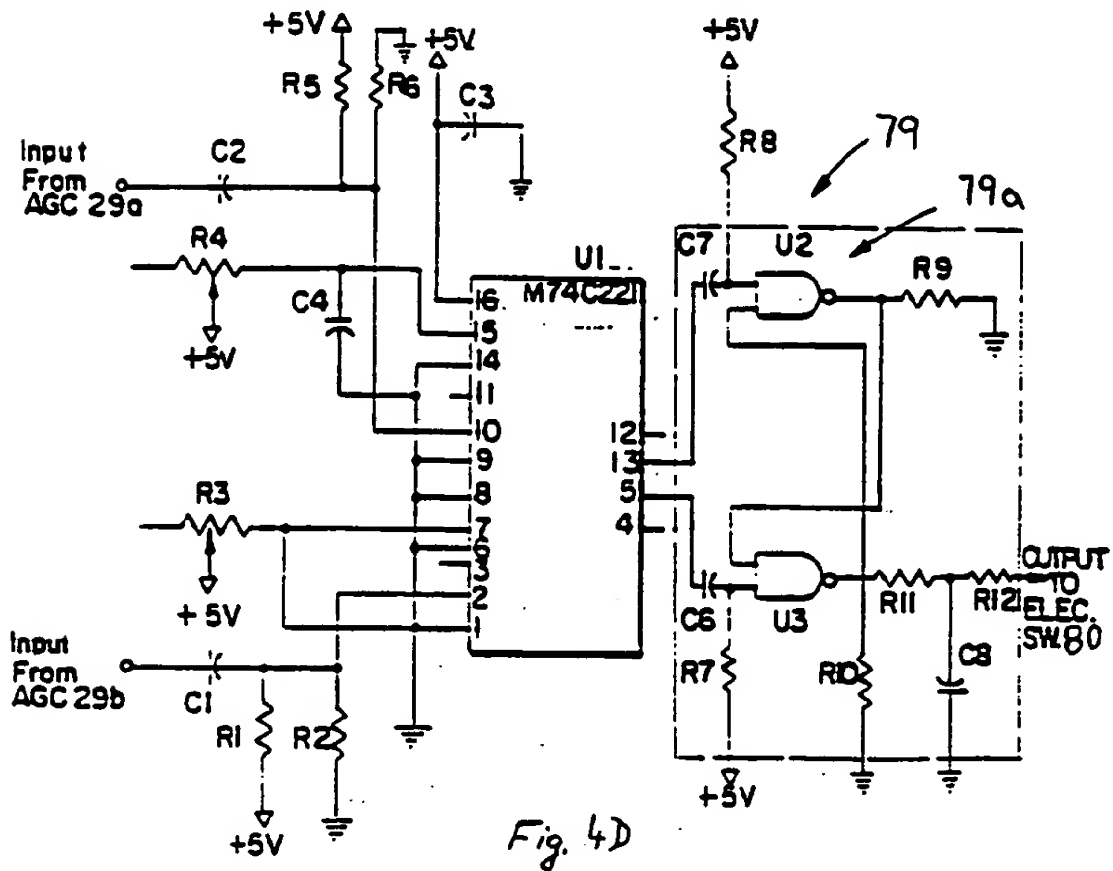 +5V
+5V
+5V
R5
R6
C3
R8
79
Input
From
AGC 29a
C2
79a
R4
C4
+5V
U1
M74C221
C7
U2
R9
16
15
14
11
10
9
8
7
6
3
2
1
12
13
5
4
R3
+5V
Input
From
AGC 29b
C1
R1
R2
+5V
C6
U3
R7
R10
R11
C8
R12
OUTPUT
TO
ELEC.
SW.80
+5V
Fig. 4D